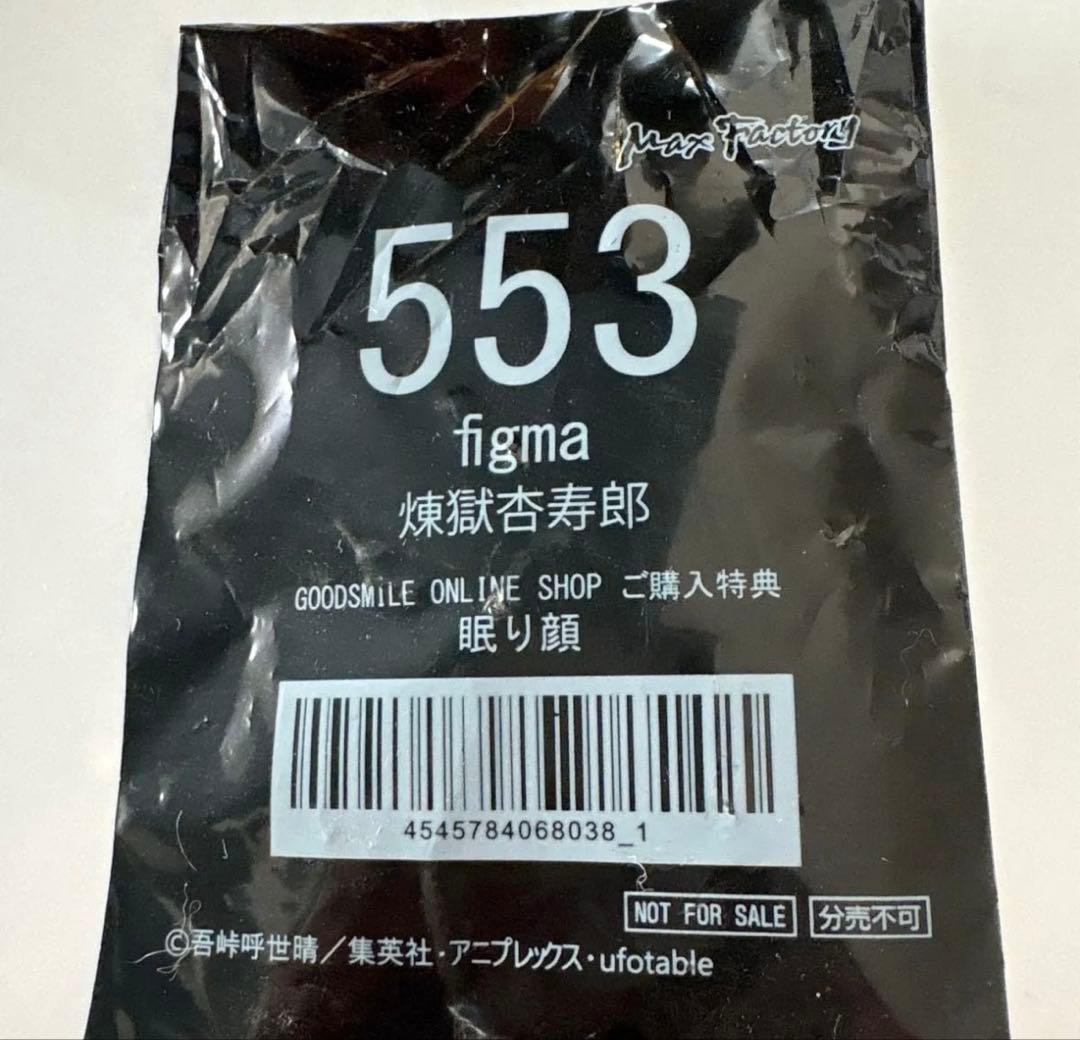 Max Factory
553
figma
煉獄杏寿郎
GOODSMILE ONLINE SHOP ご購入特典
眠り顔
4545784068038_1
NOT FOR SALE 分売不可
©吾峠呼世晴／集英社・アニプレックス・ufotable